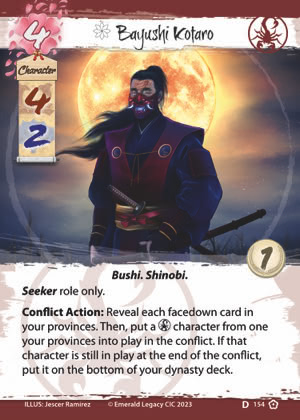 4
Bayushi Kotaro
Character
4
2
1
Bushi. Shinobi.
Seeker role only.
Conflict Action: Reveal each facedown card in
your provinces. Then, put a character from one
your provinces into play in the conflict. If that
character is still in play at the end of the conflict,
put it on the bottom of your dynasty deck.
ILLUS: Jescer Ramirez © Emerald Legacy CIC 2023 D 154